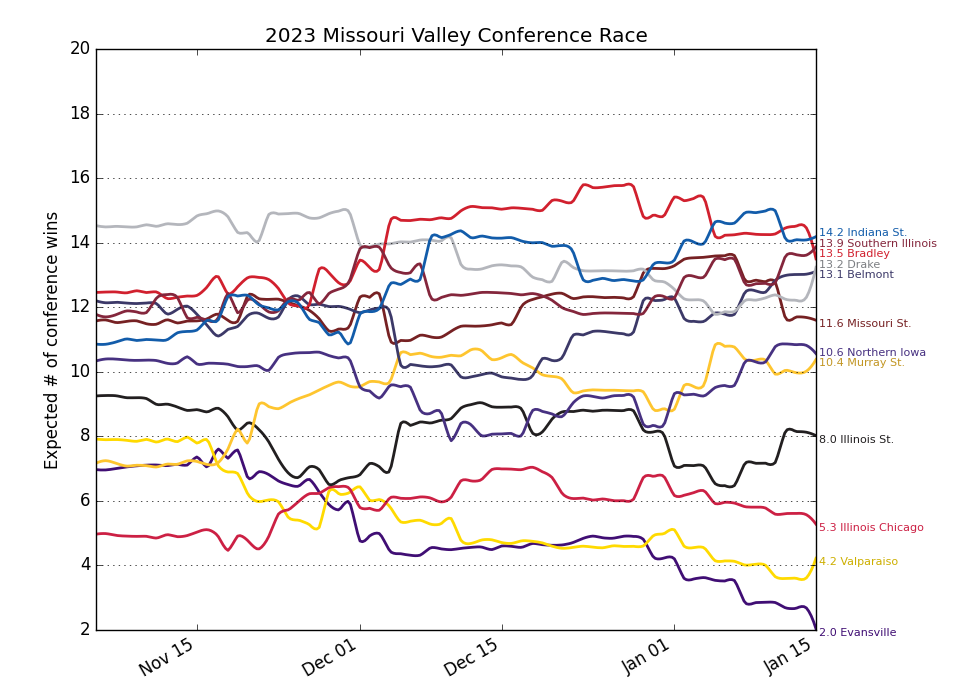 2023 Missouri Valley Conference Race
Expected # of conference wins
20
18
16
14
12
10
8
6
4
2
Nov 15
Dec 01
Dec 15
Jan 01
Jan 15
14.2 Indiana St.
13.9 Southern Illinois
13.5 Bradley
13.2 Drake
13.1 Belmont
11.6 Missouri St.
10.6 Northern Iowa
10.4 Murray St.
8.0 Illinois St.
5.3 Illinois Chicago
4.2 Valparaiso
2.0 Evansville